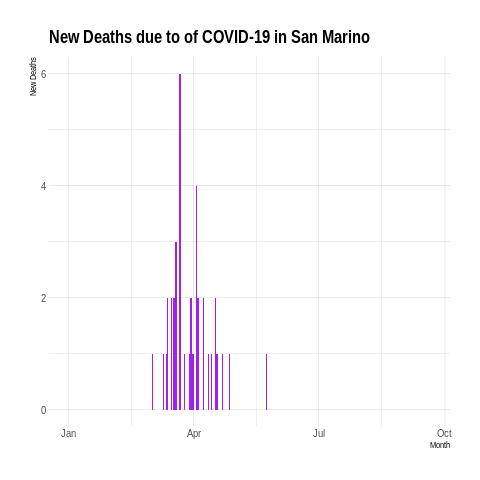 New Deaths due to of COVID-19 in San Marino
New Deaths
6
4
2
0
Jan Apr Jul Oct
Month